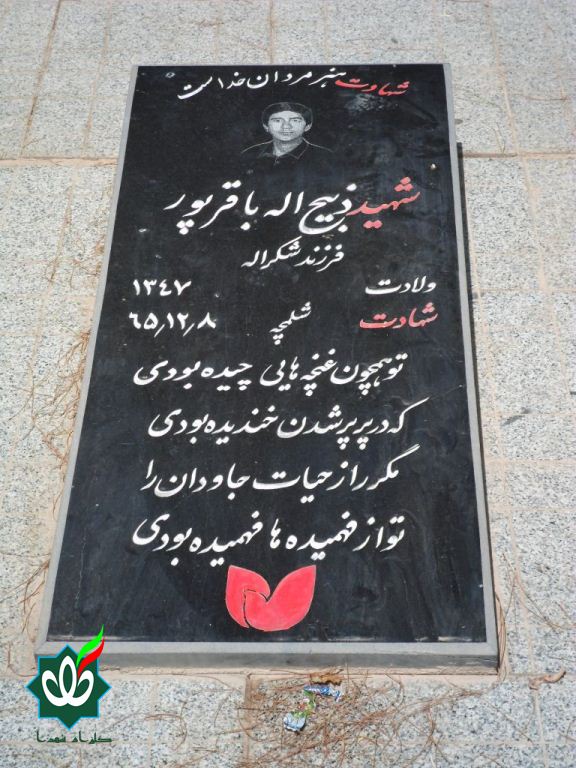 شهادت هنر مردان خداست
شهید ذبیح اله باقرپور
فرزند شکراله
ولادت ۱۳۴۷
شهادت شلمچه ۶۵/۱۲/۸
تو همچون غنچه هایی چیده بودی
که در پرپر شدن خندیده بودی
مگر راز حیات جاودان را
تو از فهمیده ها فهمیده بودی